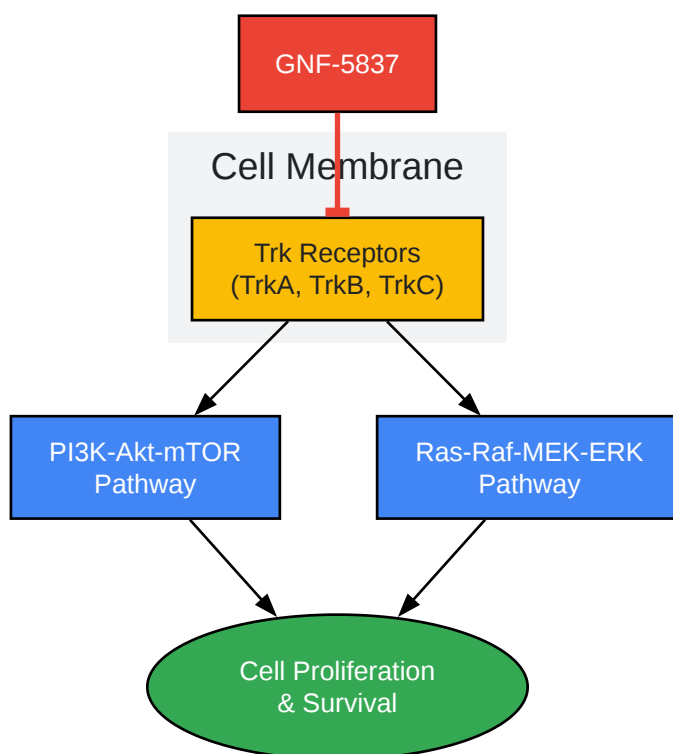 GNF-5837
Cell Membrane
Trk Receptors
(TrkA, TrkB, TrkC)
PI3K-Akt-mTOR
Pathway
Ras-Raf-MEK-ERK
Pathway
Cell Proliferation
& Survival